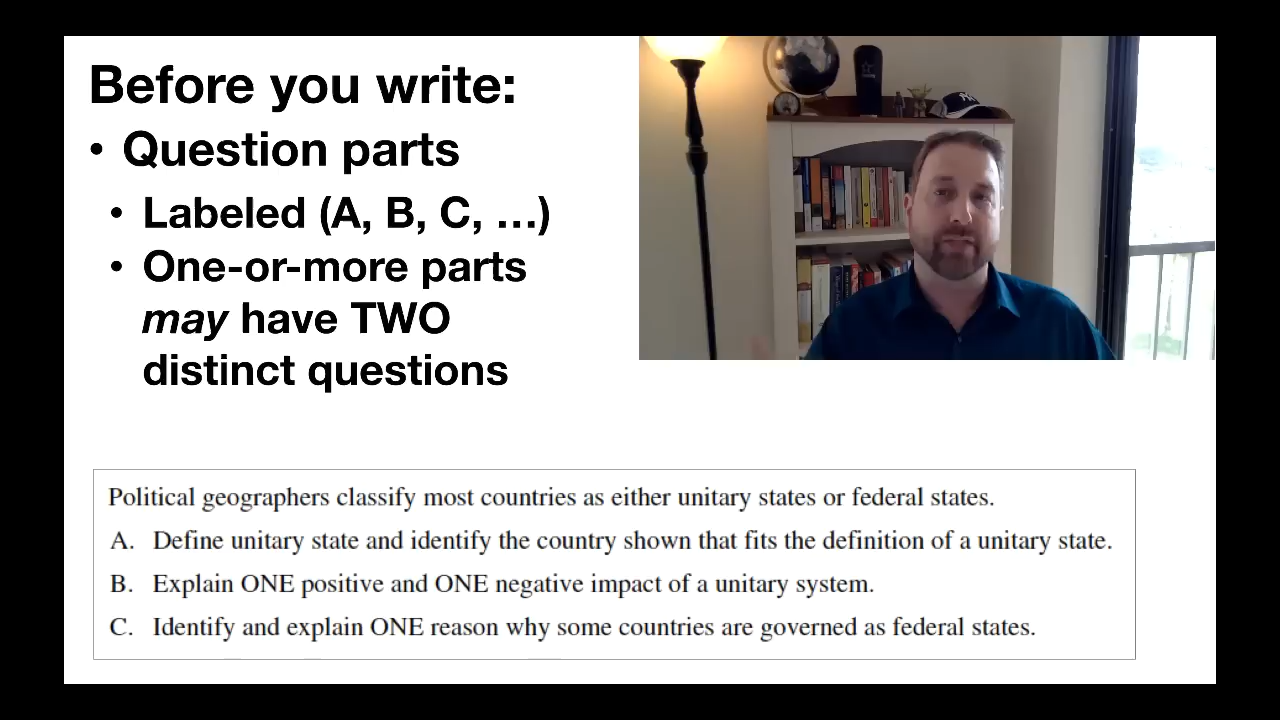 Before you write:
• Question parts
• Labeled (A, B, C, …)
• One-or-more parts
may have TWO
distinct questions
Political geographers classify most countries as either unitary states or federal states.
A. Define unitary state and identify the country shown that fits the definition of a unitary state.
B. Explain ONE positive and ONE negative impact of a unitary system.
C. Identify and explain ONE reason why some countries are governed as federal states.